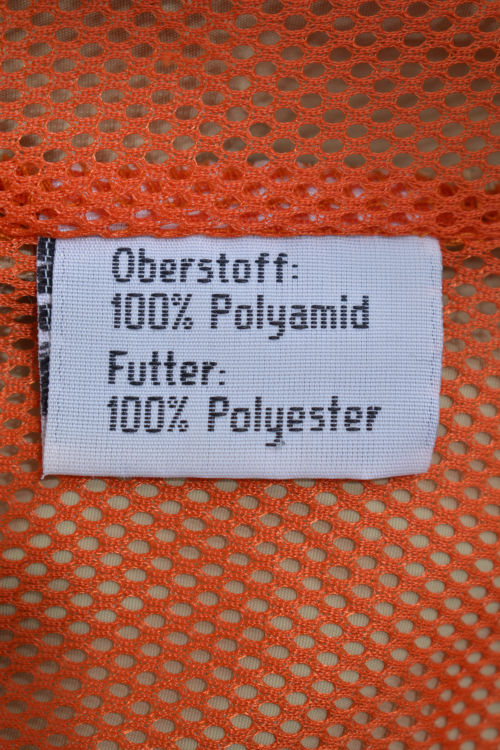 Oberstoff:
100% Polyamid
Futter:
100% Polyester